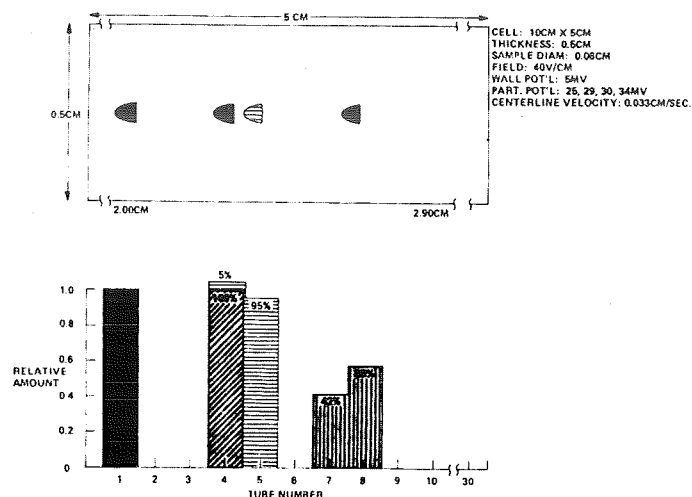 5 CM
CELL: 10CM X 5CM
THICKNESS: 0.5CM
SAMPLE DIAM: 0.06CM
FIELD: 40V/CM
WALL POT'L: 5MV
PART. POT'L: 25, 29, 30, 34MV
CENTERLINE VELOCITY: 0.033CM/SEC.
0.5CM
2.00CM 2.90CM
5%
1.0 100% 95%
0.8
0.6
RELATIVE
AMOUNT
0.4 42%
0.2
0
1 2 3 4 5 6 7 8 9 10 30
TUBE NUMBER